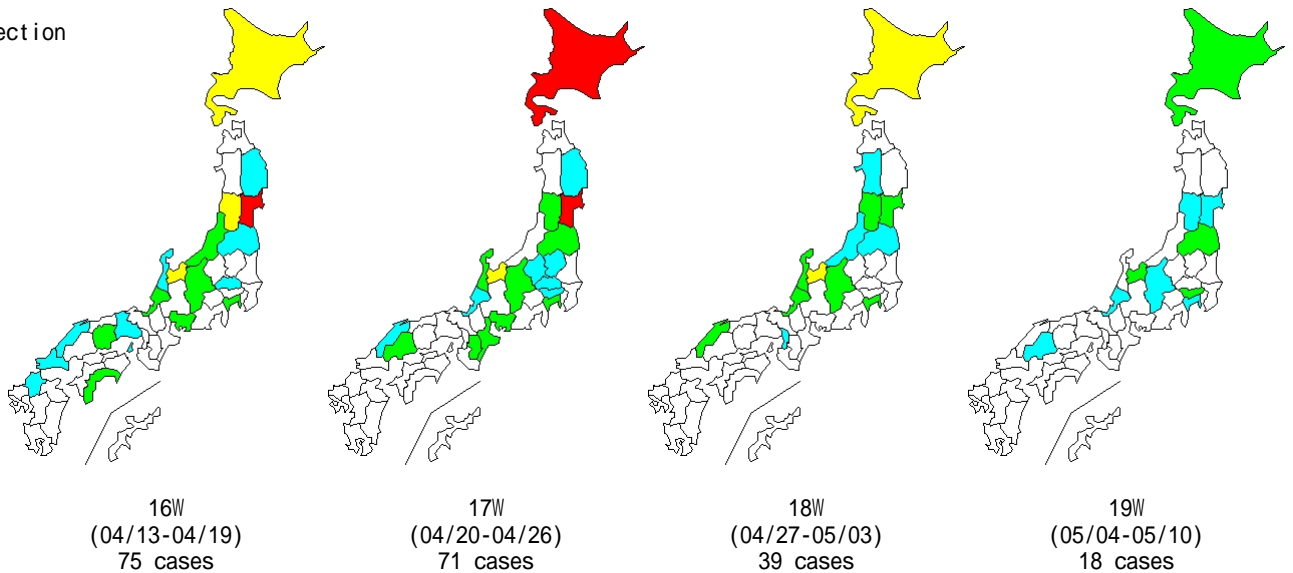 ection
16W
(04/13-04/19)
75 cases
17W
(04/20-04/26)
71 cases
18W
(04/27-05/03)
39 cases
19W
(05/04-05/10)
18 cases